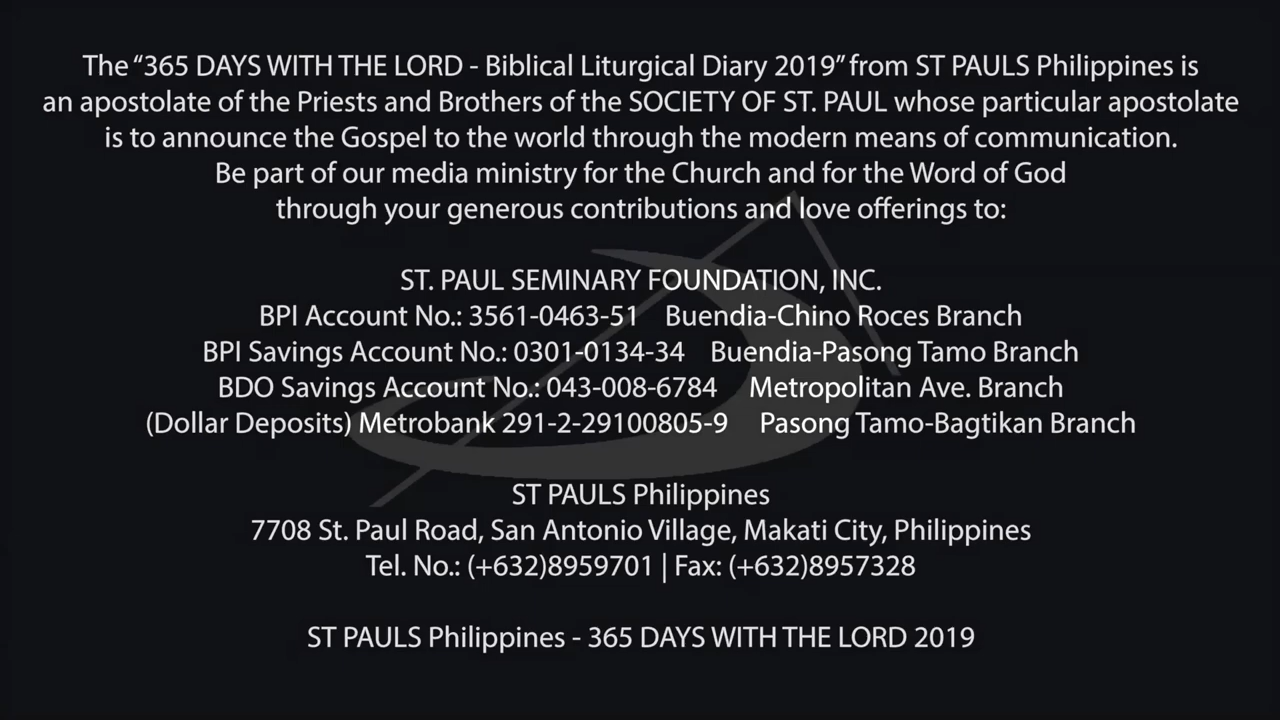 The “365 DAYS WITH THE LORD - Biblical Liturgical Diary 2019” from ST PAULS Philippines is
an apostolate of the Priests and Brothers of the SOCIETY OF ST. PAUL whose particular apostolate
is to announce the Gospel to the world through the modern means of communication.
Be part of our media ministry for the Church and for the Word of God
through your generous contributions and love offerings to:
ST. PAUL SEMINARY FOUNDATION, INC.
BPI Account No.: 3561-0463-51 Buendia-Chino Roces Branch
BPI Savings Account No.: 0301-0134-34 Buendia-Pasong Tamo Branch
BDO Savings Account No.: 043-008-6784 Metropolitan Ave. Branch
(Dollar Deposits) Metrobank 291-2-29100805-9 Pasong Tamo-Bagtikan Branch
ST PAULS Philippines
7708 St. Paul Road, San Antonio Village, Makati City, Philippines
Tel. No.: (+632)8959701 | Fax: (+632)8957328
ST PAULS Philippines - 365 DAYS WITH THE LORD 2019